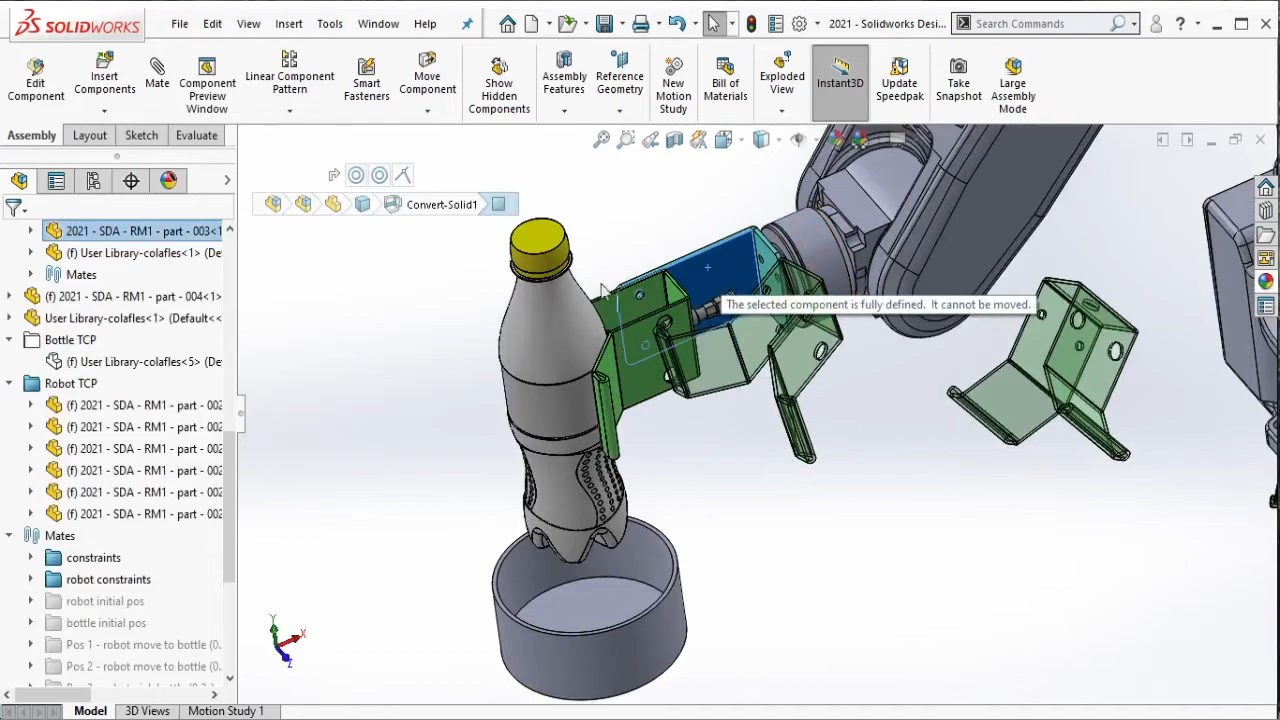 SOLIDWORKS
File Edit View Insert Tools Window Help
2021 - Solidworks Desi...
Search Commands
Edit Component
Insert Components
Mate
Component Preview Window
Linear Component Pattern
Smart Fasteners
Move Component
Show Hidden Components
Assembly Features
Reference Geometry
New Motion Study
Bill of Materials
Exploded View
Instant3D
Update Speedpak
Take Snapshot
Large Assembly Mode
Assembly Layout Sketch Evaluate
Convert-Solid1
2021 - SDA - RM1 - part - 003<1
(f) User Library-colafles<1> (De
Mates
(f) 2021 - SDA - RM1 - part - 004<1>
User Library-colafles<1> (Default<<
Bottle TCP
(f) User Library-colafles<5> (De
Robot TCP
(f) 2021 - SDA - RM1 - part - 002
(f) 2021 - SDA - RM1 - part - 002
(f) 2021 - SDA - RM1 - part - 002
(f) 2021 - SDA - RM1 - part - 002
(f) 2021 - SDA - RM1 - part - 002
(f) 2021 - SDA - RM1 - part - 002
Mates
constraints
robot constraints
robot initial pos
bottle initial pos
Pos 1 - robot move to bottle (0.
Pos 2 - robot move to bottle (0.
The selected component is fully defined. It cannot be moved.
Y
X
Z
Model 3D Views Motion Study 1